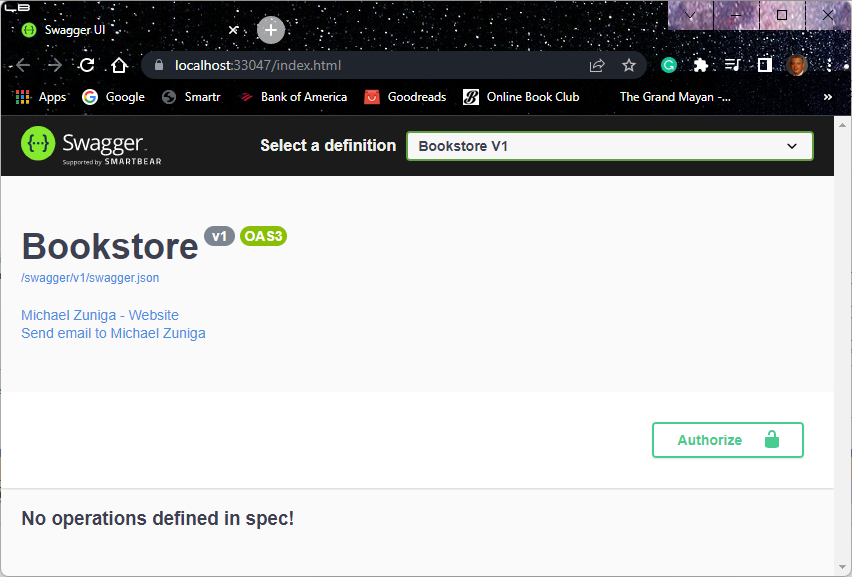 Swagger UI
localhost:33047/index.html
Apps
Google
Smartr
Bank of America
Goodreads
Online Book Club
The Grand Mayan -...
»
Swagger
Supported by SMARTBEAR
Select a definition
Bookstore V1
Bookstore v1 OAS3
/swagger/v1/swagger.json
Michael Zuniga - Website
Send email to Michael Zuniga
Authorize
No operations defined in spec!